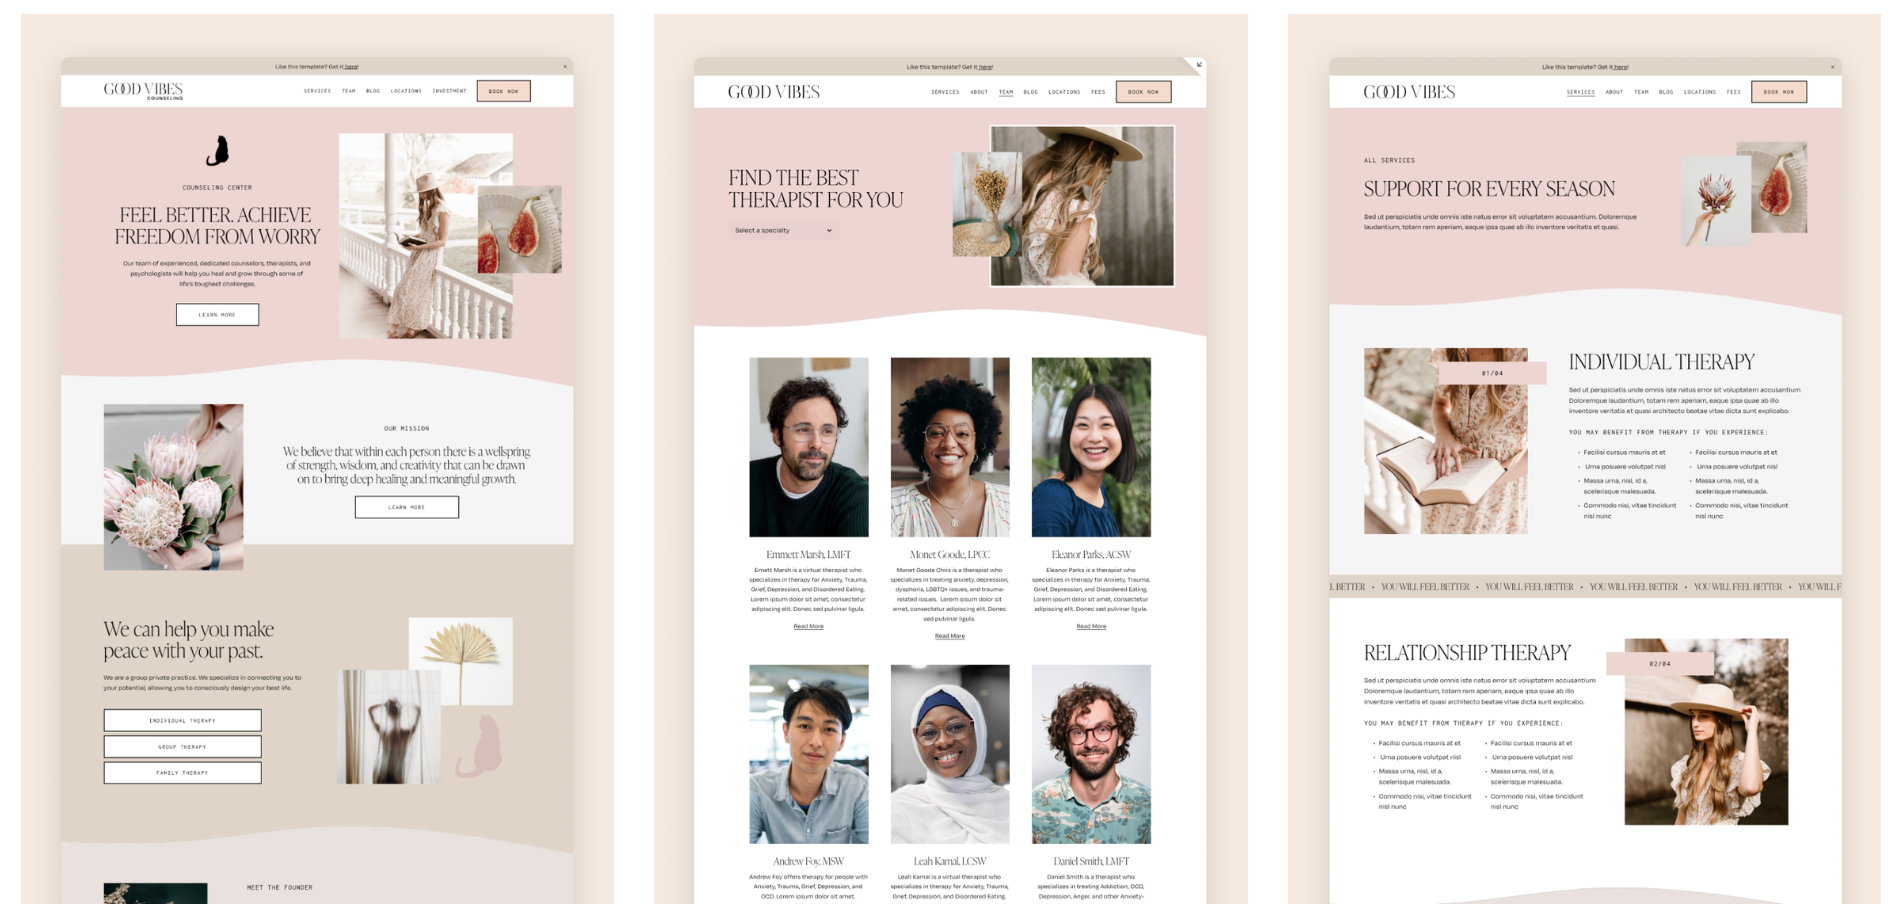 Like this template? Get it here!
×
GOOD VIBES
COUNSELING
SERVICES TEAM BLOG LOCATIONS INVESTMENT
BOOK NOW
COUNSELING CENTER
FEEL BETTER. ACHIEVE
FREEDOM FROM WORRY
Our team of experienced, dedicated counselors, therapists, and
psychologists will help you heal and grow through some of
life's toughest challenges.
LEARN MORE
OUR MISSION
We believe that within each person there is a wellspring
of strength, wisdom, and creativity that can be drawn
on to bring deep healing and meaningful growth.
LEARN MORE
We can help you make
peace with your past.
We are a group private practice. We specialize in connecting you to
your potential, allowing you to consciously design your best life.
INDIVIDUAL THERAPY
GROUP THERAPY
FAMILY THERAPY
MEET THE FOUNDER
Like this template? Get it here!
GOOD VIBES
SERVICES ABOUT TEAM BLOG LOCATIONS FEES
BOOK NOW
FIND THE BEST
THERAPIST FOR YOU
Select a specialty
Emmett Marsh, LMFT
Emett Marsh is a virtual therapist who
specializes in therapy for Anxiety, Trauma,
Grief, Depression, and Disordered Eating.
Lorem ipsum dolor sit amet, consectetur
adipiscing elit. Donec sed pulvinar ligula.
Read More
Monet Goode, LPCC
Monet Goode Chris is a therapist who
specializes in treating anxiety, depression,
dysphoria, LGBTQ+ issues, and trauma-
related issues. Lorem ipsum dolor sit
amet, consectetur adipiscing elit. Donec
sed pulvinar ligula.
Read More
Eleanor Parks, ACSW
Eleanor Parks is a therapist who
specializes in therapy for Anxiety, Trauma,
Grief, Depression, and Disordered Eating.
Lorem ipsum dolor sit amet, consectetur
adipiscing elit. Donec sed pulvinar ligula.
Read More
Andrew Foy, MSW
Andrew Foy offers therapy for people with
Anxiety, Trauma, Grief, Depression, and
OCD. Lorem ipsum dolor sit amet,
Leah Kamal, LCSW
Leah Kamal is a virtual therapist who
specializes in therapy for Anxiety, Trauma,
Grief, Depression, and Disordered Eating.
Daniel Smith, LMFT
Daniel Smith is a therapist who
specializes in treating Addiction, OCD,
Depression, Anger, and other Anxiety-
Like this template? Get it here!
×
GOOD VIBES
SERVICES ABOUT TEAM BLOG LOCATIONS FEES
BOOK NOW
ALL SERVICES
SUPPORT FOR EVERY SEASON
Sed ut perspiciatis unde omnis iste natus error sit voluptatem accusantium. Doloremque
laudantium, totam rem aperiam, eaque ipsa quae ab illo inventore veritatis et quasi.
01/04
INDIVIDUAL THERAPY
Sed ut perspiciatis unde omnis iste natus error sit voluptatem accusantium
Doloremque laudantium, totam rem aperiam, eaque ipsa quae ab illo
inventore veritatis et quasi architecto beatae vitae dicta sunt explicabo.
YOU MAY BENEFIT FROM THERAPY IF YOU EXPERIENCE:
• Facilisi cursus mauris at et
• Urna posuere volutpat nisl
• Massa urna, nisl, id a,
scelerisque malesuada.
• Commodo nisi, vitae tincidunt
nisl nunc
• Facilisi cursus mauris at et
• Urna posuere volutpat nisl
• Massa urna, nisl, id a,
scelerisque malesuada.
• Commodo nisi, vitae tincidunt
nisl nunc
L BETTER • YOU WILL FEEL BETTER • YOU WILL FEEL BETTER • YOU WILL FEEL BETTER • YOU WILL FEEL BETTER • YOU WILL F
RELATIONSHIP THERAPY
Sed ut perspiciatis unde omnis iste natus error sit voluptatem accusantium
Doloremque laudantium, totam rem aperiam, eaque ipsa quae ab illo
inventore veritatis et quasi architecto beatae vitae dicta sunt explicabo.
YOU MAY BENEFIT FROM THERAPY IF YOU EXPERIENCE:
• Facilisi cursus mauris at et
• Urna posuere volutpat nisl
• Massa urna, nisl, id a,
scelerisque malesuada.
• Commodo nisi, vitae tincidunt
nisl nunc
• Facilisi cursus mauris at et
• Urna posuere volutpat nisl
• Massa urna, nisl, id a,
scelerisque malesuada.
• Commodo nisi, vitae tincidunt
nisl nunc
02/04